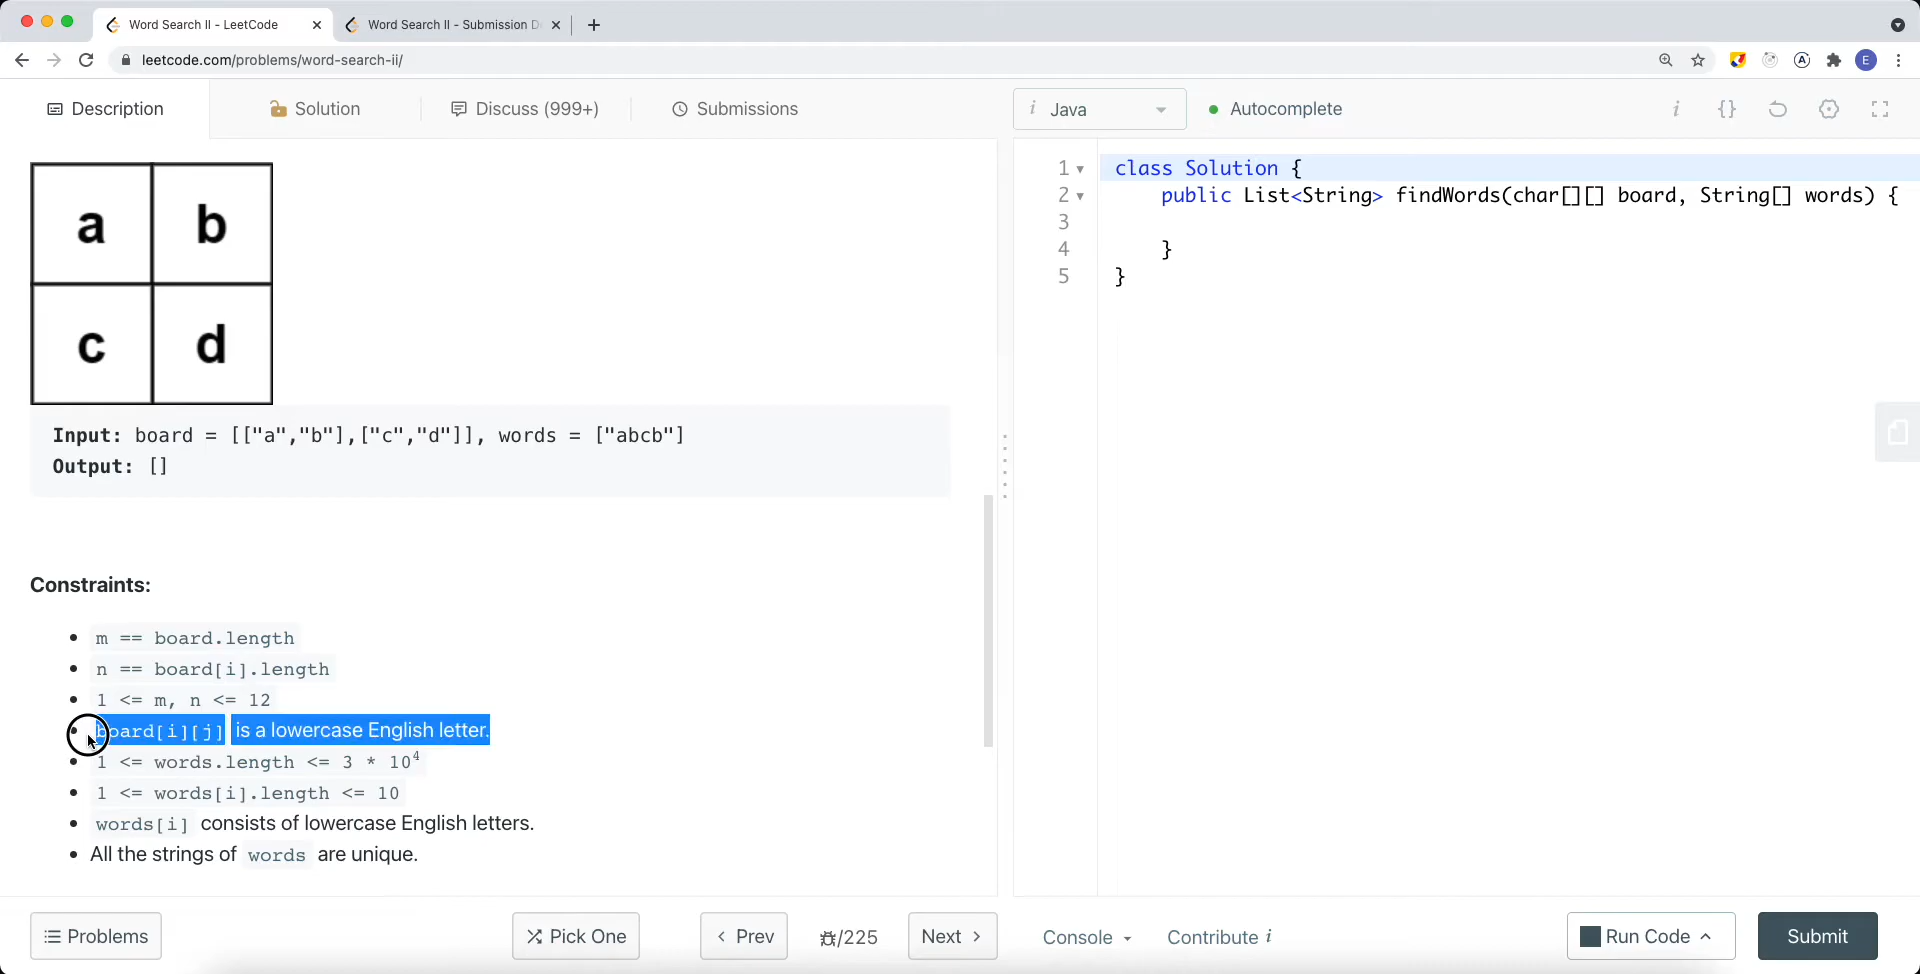 Word Search II - LeetCode
Word Search II - Submission D
leetcode.com/problems/word-search-ii/
E
Description
Solution
Discuss (999+)
Submissions
i Java
Autocomplete
i {}
a b
c d
Input: board = [["a","b"],["c","d"]], words = ["abcb"]
Output: []
Constraints:
m == board.length
n == board[i].length
1 <= m, n <= 12
board[i][j] is a lowercase English letter.
1 <= words.length <= 3 * 10⁴
1 <= words[i].length <= 10
words[i] consists of lowercase English letters.
All the strings of words are unique.
1 class Solution {
2 public List<String> findWords(char[][] board, String[] words) {
3
4 }
5 }
Problems
Pick One
< Prev
/225
Next >
Console
Contribute i
Run Code
Submit